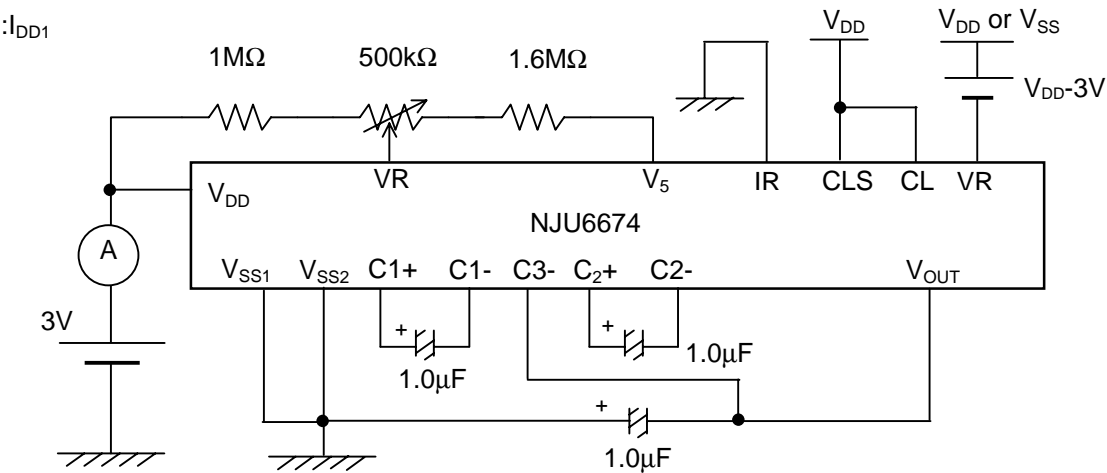 :IDD1
VDD
VDD or VSS
1MΩ 500kΩ 1.6MΩ
VDD-3V
VR V5 IR CLS CL VR
VDD
NJU6674
A
VSS1 VSS2 C1+ C1- C3- C2+ C2- VOUT
3V
+ +
1.0μF 1.0μF
+
1.0μF